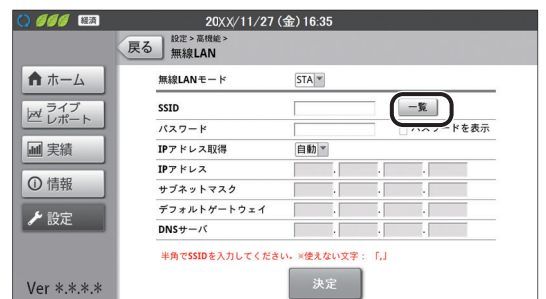 経済
20XX/11/27 (金) 16:35
戻る
設定 > 高機能 >
無線LAN
ホーム
ライブ
レポート
実績
情報
設定
Ver *.*.*.*
無線LANモード STA
SSID 一覧
パスワード パスワードを表示
IPアドレス取得 自動
IPアドレス . . .
サブネットマスク . . .
デフォルトゲートウェイ . . .
DNSサーバ . . .
半角でSSIDを入力してください。※使えない文字：「,」
決定